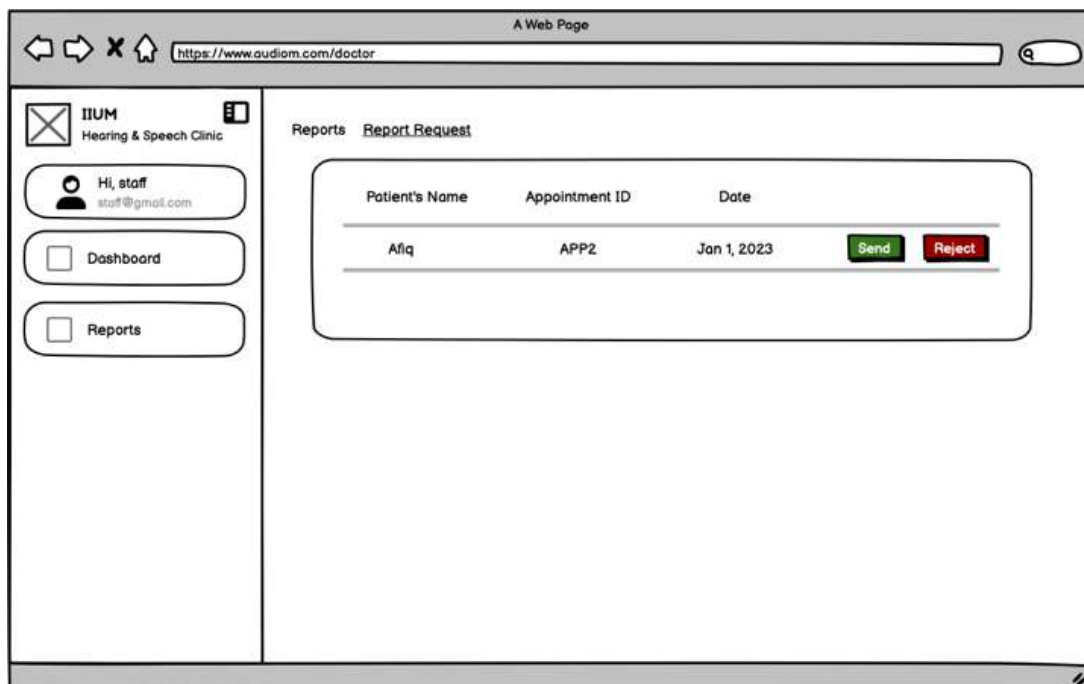 A Web Page
https://www.audiom.com/doctor
IIUM
Hearing & Speech Clinic
Hi, staff
staff@gmail.com
Dashboard
Reports
Reports Report Request
Patient's Name Appointment ID Date
Afiq APP2 Jan 1, 2023 Send Reject